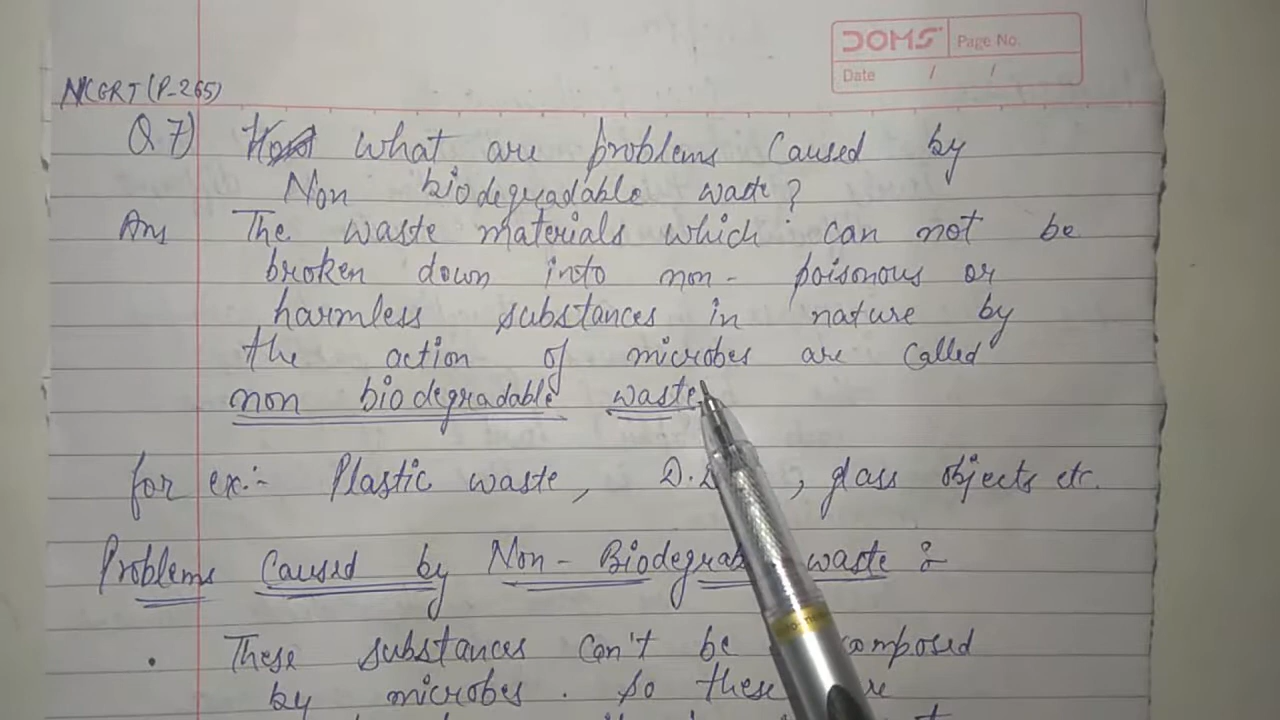 DOMS Page No.
Date / /
NCERT (P-265)
Q 7) What are problems caused by
Non biodegradable waste?
Ans The waste materials which can not be
broken down into non- poisonous or
harmless substances in nature by
the action of microbes are called
non biodegradable waste.
for ex:- Plastic waste, D. , glass objects etc.
Problems Caused by Non-Biodegrab waste :
. These substances can't be composed
by microbes. So these are